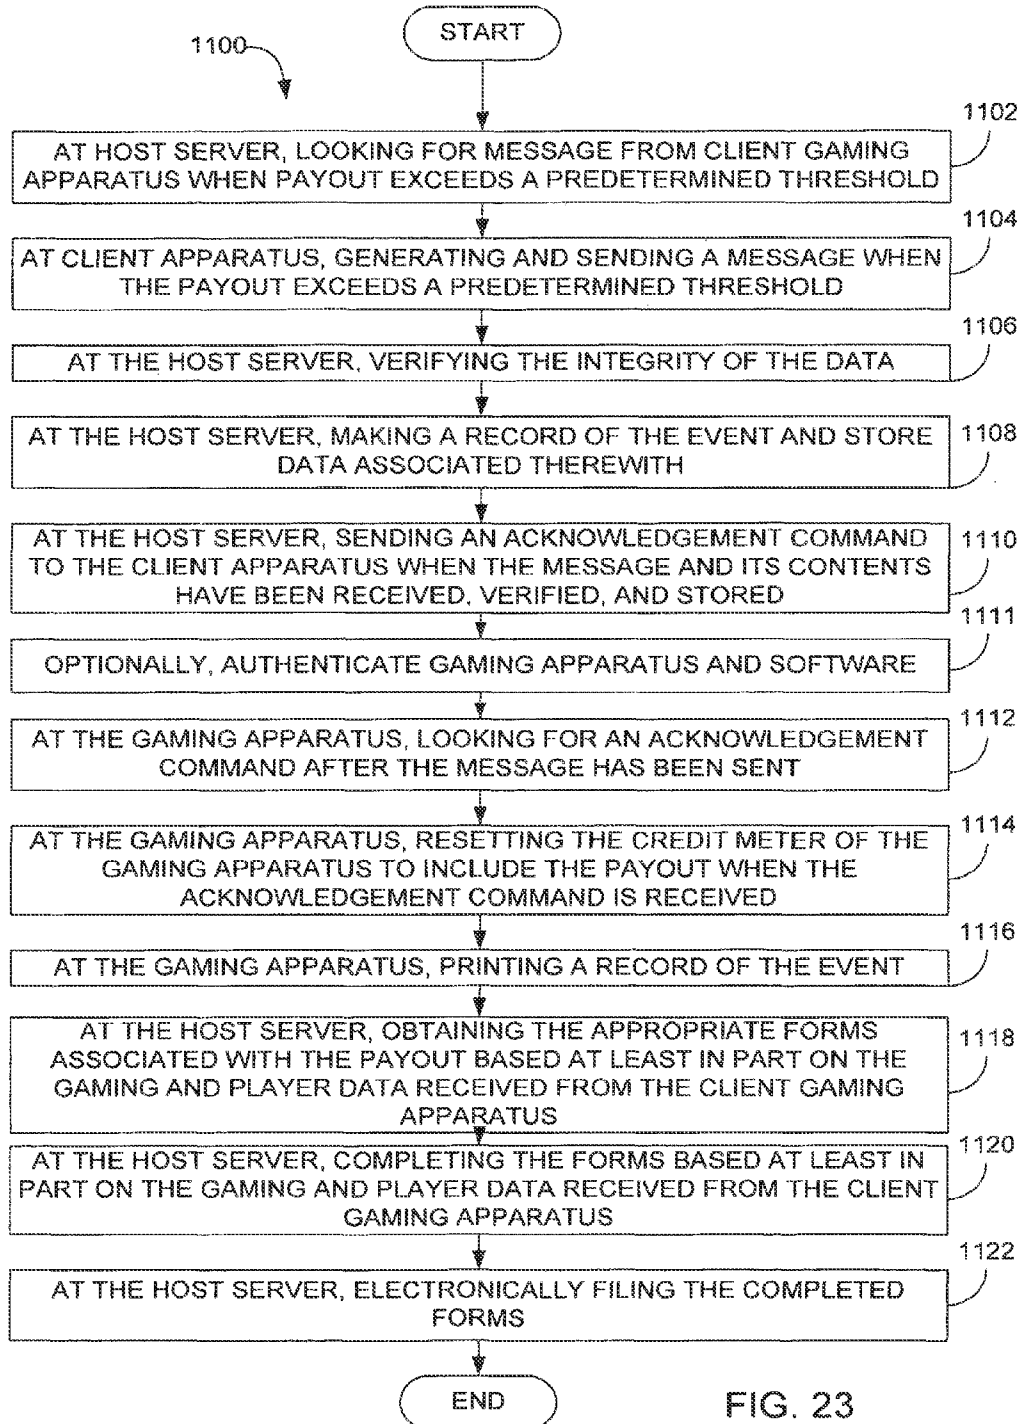 START
1100
1102
AT HOST SERVER, LOOKING FOR MESSAGE FROM CLIENT GAMING
APPARATUS WHEN PAYOUT EXCEEDS A PREDETERMINED THRESHOLD
1104
AT CLIENT APPARATUS, GENERATING AND SENDING A MESSAGE WHEN
THE PAYOUT EXCEEDS A PREDETERMINED THRESHOLD
1106
AT THE HOST SERVER, VERIFYING THE INTEGRITY OF THE DATA
AT THE HOST SERVER, MAKING A RECORD OF THE EVENT AND STORE
DATA ASSOCIATED THEREWITH
1108
AT THE HOST SERVER, SENDING AN ACKNOWLEDGEMENT COMMAND
TO THE CLIENT APPARATUS WHEN THE MESSAGE AND ITS CONTENTS
HAVE BEEN RECEIVED, VERIFIED, AND STORED
1110
1111
OPTIONALLY, AUTHENTICATE GAMING APPARATUS AND SOFTWARE
1112
AT THE GAMING APPARATUS, LOOKING FOR AN ACKNOWLEDGEMENT
COMMAND AFTER THE MESSAGE HAS BEEN SENT
1114
AT THE GAMING APPARATUS, RESETTING THE CREDIT METER OF THE
GAMING APPARATUS TO INCLUDE THE PAYOUT WHEN THE
ACKNOWLEDGEMENT COMMAND IS RECEIVED
1116
AT THE GAMING APPARATUS, PRINTING A RECORD OF THE EVENT
AT THE HOST SERVER, OBTAINING THE APPROPRIATE FORMS
ASSOCIATED WITH THE PAYOUT BASED AT LEAST IN PART ON THE
GAMING AND PLAYER DATA RECEIVED FROM THE CLIENT GAMING
APPARATUS
1118
1120
AT THE HOST SERVER, COMPLETING THE FORMS BASED AT LEAST IN
PART ON THE GAMING AND PLAYER DATA RECEIVED FROM THE CLIENT
GAMING APPARATUS
1122
AT THE HOST SERVER, ELECTRONICALLY FILING THE COMPLETED
FORMS
END
FIG. 23